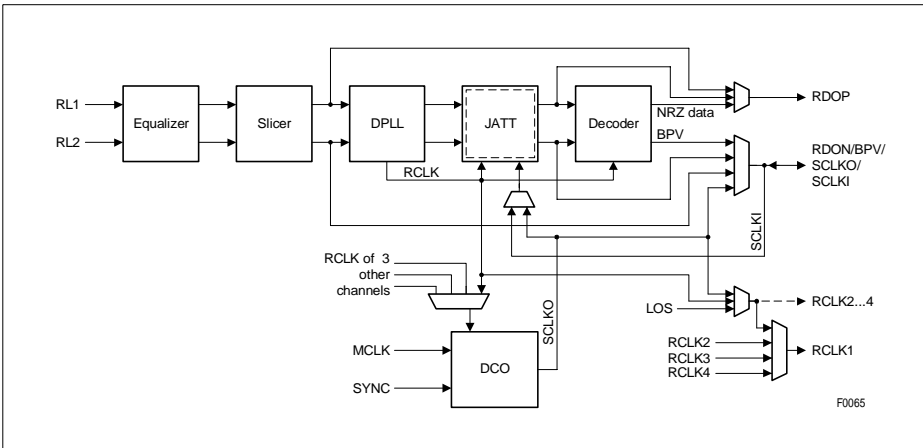 RL1
RL2
Equalizer
Slicer
DPLL
JATT
Decoder
NRZ data
BPV
RDOP
RDON/BPV/
SCLKO/
SCLKI
RCLK
SCLKI
RCLK of 3
other
channels
SCLKO
LOS
RCLK2...4
MCLK
SYNC
DCO
RCLK2
RCLK3
RCLK4
RCLK1
F0065